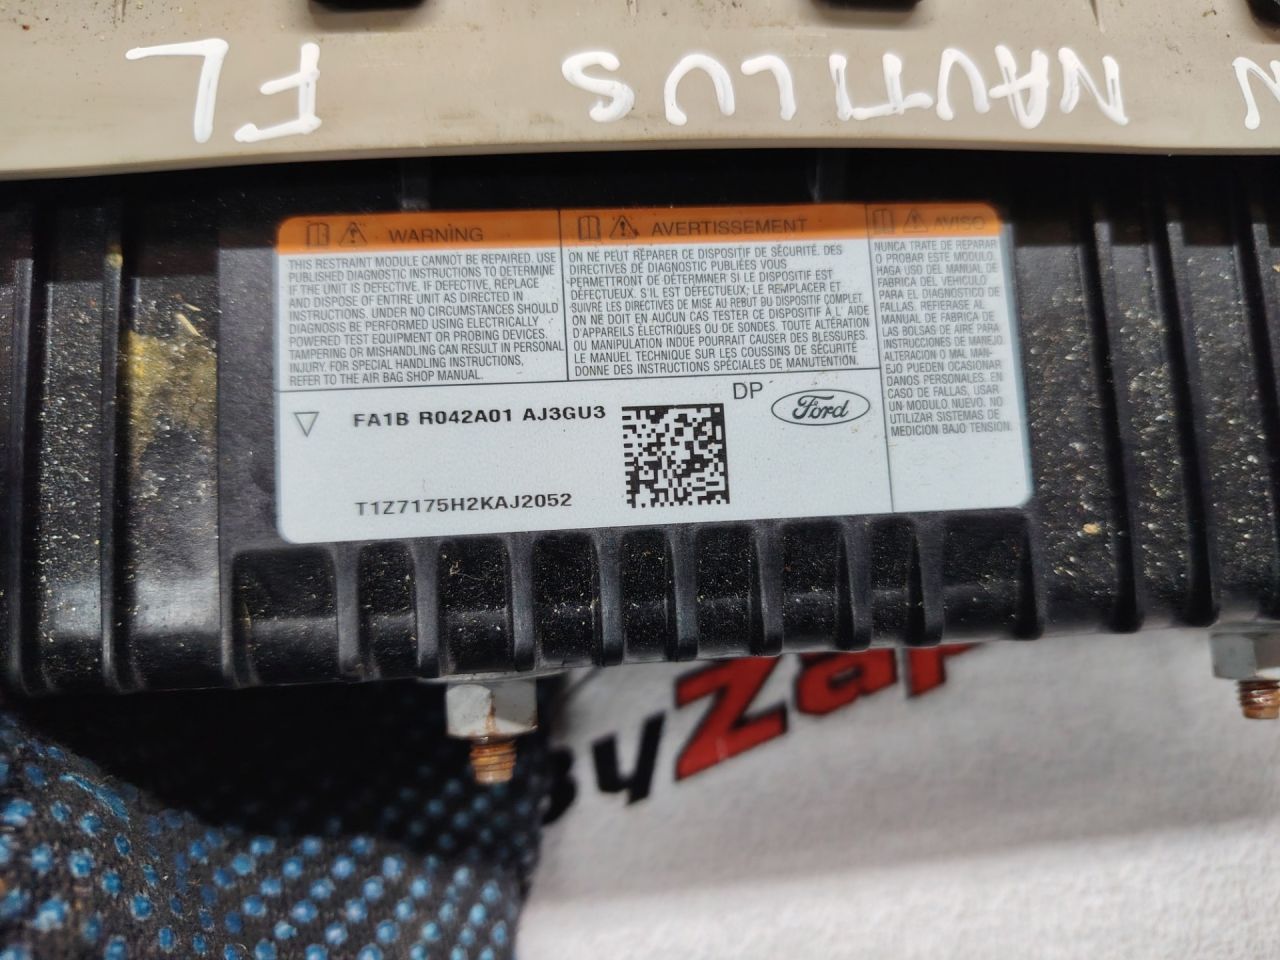 N NAUTILUS FL
WARNING
THIS RESTRAINT MODULE CANNOT BE REPAIRED. USE
PUBLISHED DIAGNOSTIC INSTRUCTIONS TO DETERMINE
IF THE UNIT IS DEFECTIVE. IF DEFECTIVE, REPLACE
AND DISPOSE OF ENTIRE UNIT AS DIRECTED IN
INSTRUCTIONS. UNDER NO CIRCUMSTANCES SHOULD
DIAGNOSIS BE PERFORMED USING ELECTRICALLY
POWERED TEST EQUIPMENT OR PROBING DEVICES.
TAMPERING OR MISHANDLING CAN RESULT IN PERSONAL
INJURY. FOR SPECIAL HANDLING INSTRUCTIONS,
REFER TO THE AIR BAG SHOP MANUAL.
AVERTISSEMENT
ON NE PEUT RÉPARER CE DISPOSITIF DE SÉCURITÉ. DES
DIRECTIVES DE DIAGNOSTIC PUBLIÉES VOUS
PERMETTRONT DE DÉTERMINER SI LE DISPOSITIF EST
DÉFECTUEUX. S'IL EST DÉFECTUEUX; LE REMPLACER ET
SUIVRE LES DIRECTIVES DE MISE AU REBUT DU DISPOSITIF COMPLET.
ON NE DOIT EN AUCUN CAS TESTER CE DISPOSITIF À L' AIDE
D'APPAREILS ÉLECTRIQUES OU DE SONDES. TOUTE ALTÉRATION
OU MANIPULATION INDUE POURRAIT CAUSER DES BLESSURES.
LE MANUEL TECHNIQUE SUR LES COUSSINS DE SÉCURITÉ
DONNE DES INSTRUCTIONS SPÉCIALES DE MANUTENTION.
AVISO
NUNCA TRATE DE REPARAR
O PROBAR ESTE MODULO.
HAGA USO DEL MANUAL DE
FABRICA DEL VEHICULO
PARA EL DIAGNOSTICO DE
FALLAS. REFIERASE AL
MANUAL DE FABRICA DE
LAS BOLSAS DE AIRE PARA
INSTRUCCIONES DE MANEJO.
ALTERACION O MAL MAN-
EJO PUEDEN OCASIONAR
DANOS PERSONALES. EN
CASO DE FALLAS, USAR
UN MODULO. NUEVO. NO
UTILIZAR SISTEMAS DE
MEDICION BAJO TENSION.
DP Ford
FA1B R042A01 AJ3GU3
T1Z7175H2KAJ2052